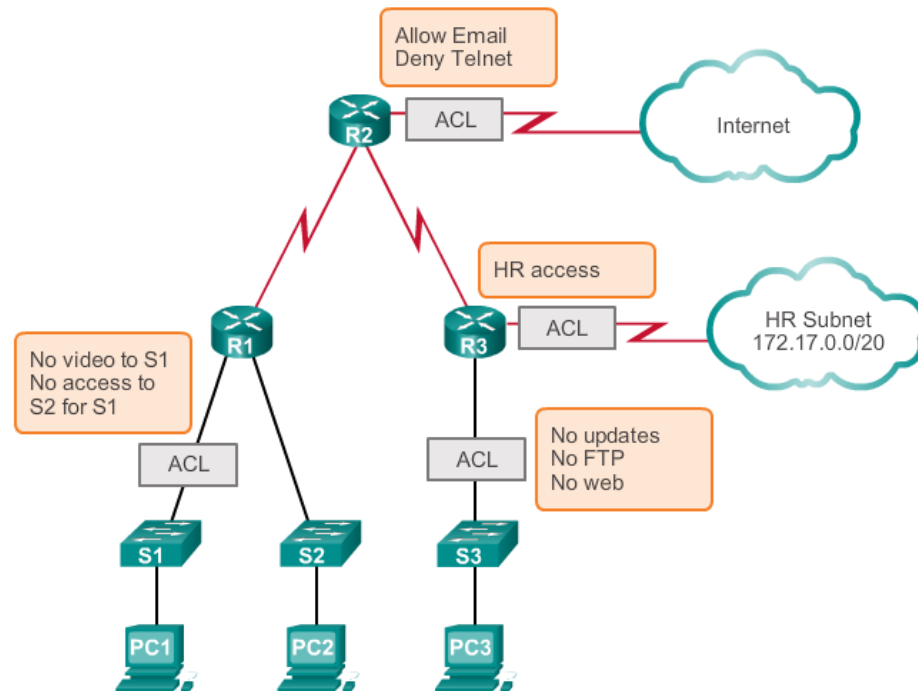 Allow Email
Deny Telnet
ACL
R2
Internet
HR access
ACL
R1
R3
HR Subnet
172.17.0.0/20
No video to S1
No access to
S2 for S1
ACL
ACL
No updates
No FTP
No web
S1
S2
S3
PC1
PC2
PC3